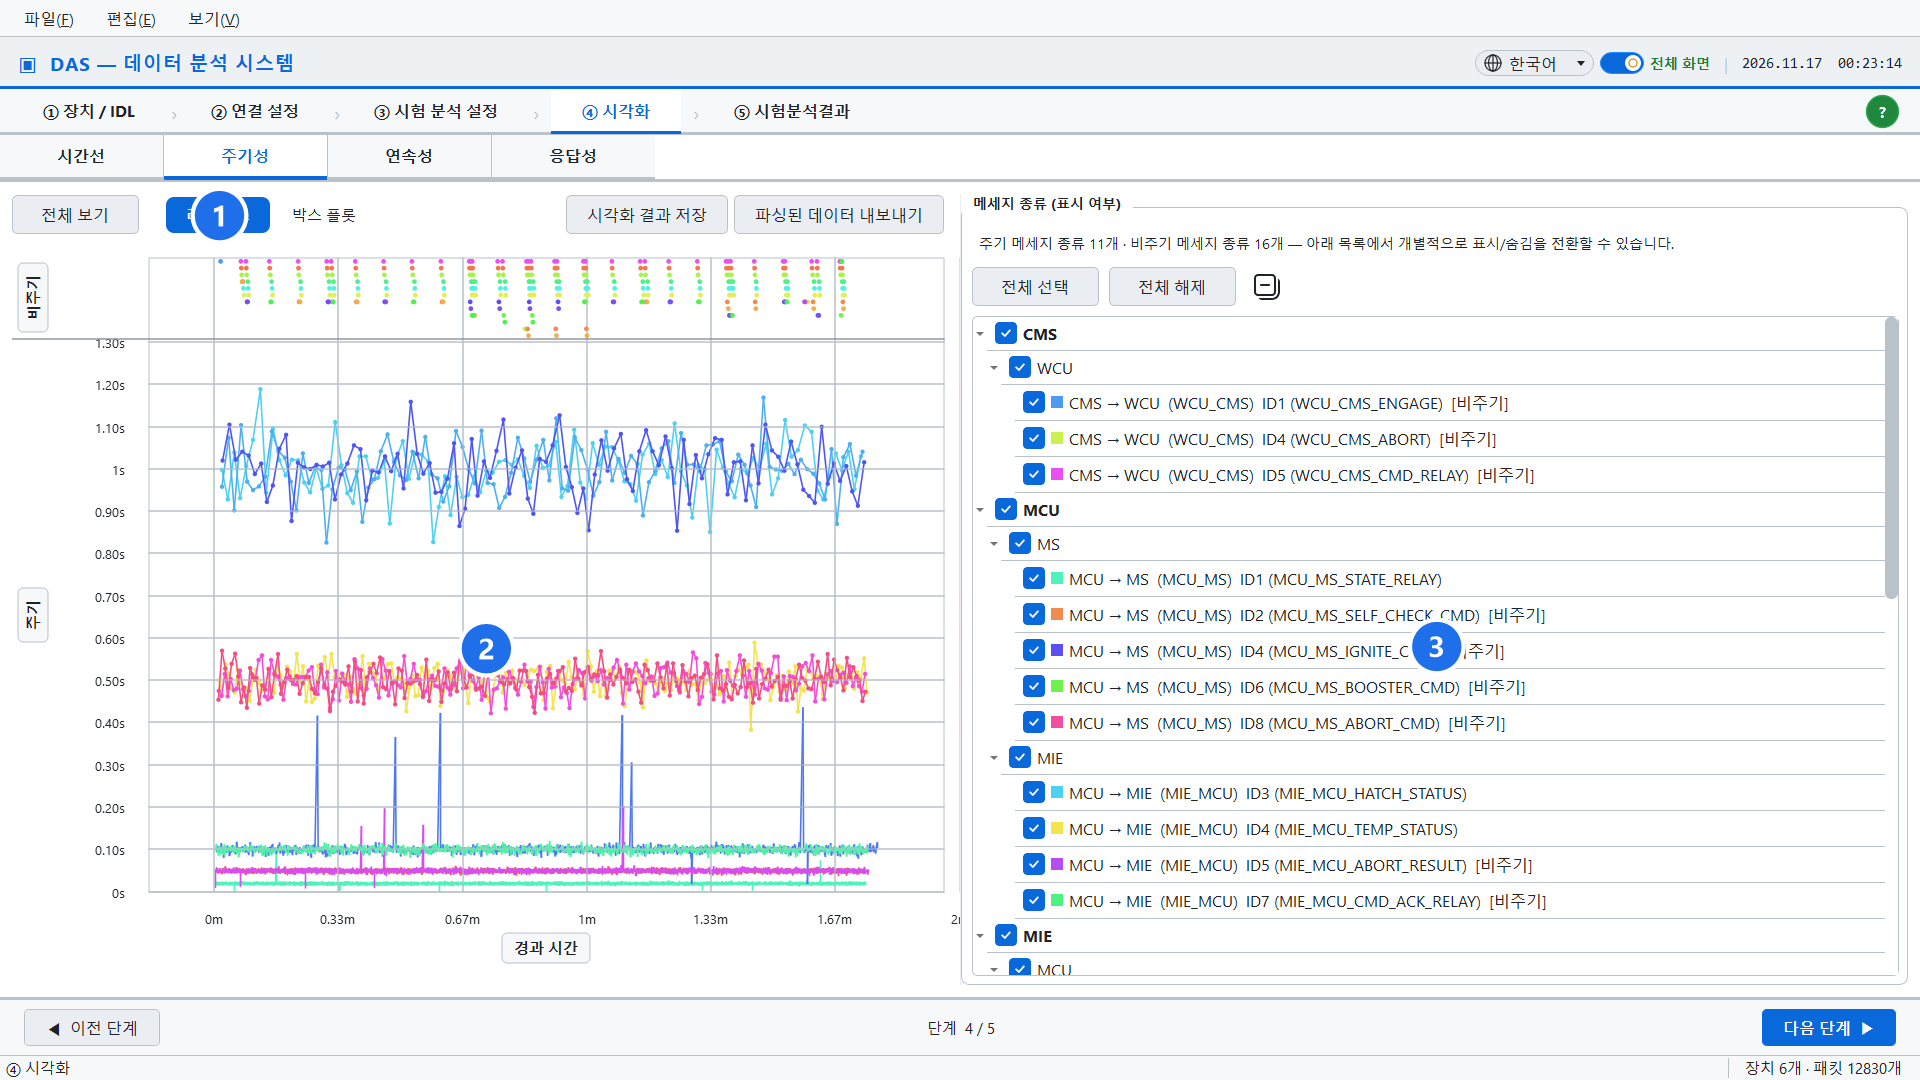 파일(F) 편집(E) 보기(V)
▣ DAS — 데이터 분석 시스템
한국어 전체 화면 2026.11.17 00:23:14
① 장치 / IDL › ② 연결 설정 › ③ 시험 분석 설정 › ④ 시각화 › ⑤ 시험분석결과 ?
시간선 주기성 연속성 응답성
전체 보기 1 박스 플롯 시각화 결과 저장 파싱된 데이터 내보내기
비주기
1.30s
1.20s
1.10s
1s
0.90s
0.80s
0.70s
0.60s
0.50s
0.40s
0.30s
0.20s
0.10s
0s
주기
2
0m 0.33m 0.67m 1m 1.33m 1.67m
경과 시간
메세지 종류 (표시 여부)
주기 메세지 종류 11개 · 비주기 메세지 종류 16개 — 아래 목록에서 개별적으로 표시/숨김을 전환할 수 있습니다.
전체 선택 전체 해제
CMS
WCU
CMS → WCU (WCU_CMS) ID1 (WCU_CMS_ENGAGE) [비주기]
CMS → WCU (WCU_CMS) ID4 (WCU_CMS_ABORT) [비주기]
CMS → WCU (WCU_CMS) ID5 (WCU_CMS_CMD_RELAY) [비주기]
MCU
MS
MCU → MS (MCU_MS) ID1 (MCU_MS_STATE_RELAY)
MCU → MS (MCU_MS) ID2 (MCU_MS_SELF_CHECK_CMD) [비주기]
MCU → MS (MCU_MS) ID4 (MCU_MS_IGNITE_C 3 주기]
MCU → MS (MCU_MS) ID6 (MCU_MS_BOOSTER_CMD) [비주기]
MCU → MS (MCU_MS) ID8 (MCU_MS_ABORT_CMD) [비주기]
MIE
MCU → MIE (MIE_MCU) ID3 (MIE_MCU_HATCH_STATUS)
MCU → MIE (MIE_MCU) ID4 (MIE_MCU_TEMP_STATUS)
MCU → MIE (MIE_MCU) ID5 (MIE_MCU_ABORT_RESULT) [비주기]
MCU → MIE (MIE_MCU) ID7 (MIE_MCU_CMD_ACK_RELAY) [비주기]
MIE
MCU
◀ 이전 단계 단계 4 / 5 다음 단계 ▶
④ 시각화 장치 6개 · 패킷 12830개